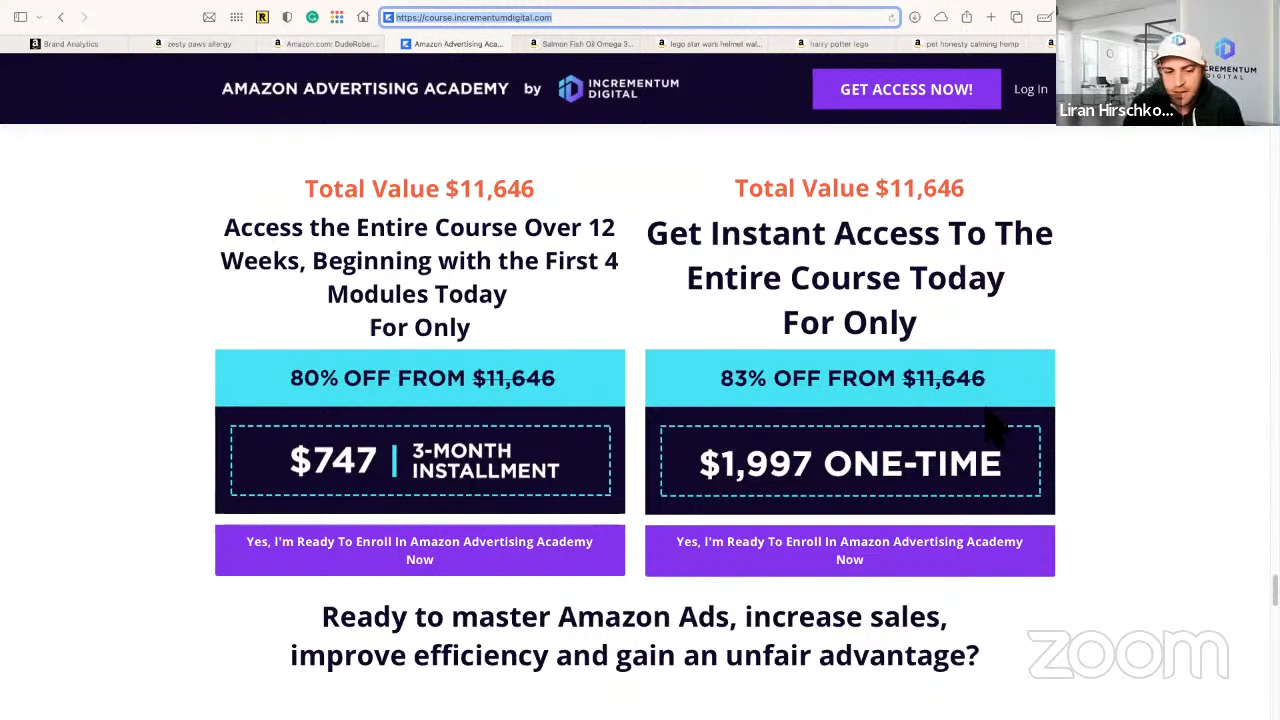 https://course.incrementumdigital.com
Brand Analytics
zesty paws allergy
Amazon.com: DudeRobe:...
Amazon Advertising Aca...
Salmon Fish Oil Omega 3...
lego star wars helmet wal...
harry potter lego
pet honesty calming hemp
AMAZON ADVERTISING ACADEMY by INCREMENTUM
DIGITAL
GET ACCESS NOW!
Log In
CREMENTUM
DIGITAL
Liran Hirschko...
Total Value $11,646
Access the Entire Course Over 12
Weeks, Beginning with the First 4
Modules Today
For Only
80% OFF FROM $11,646
$747 | 3-MONTH
INSTALLMENT
Yes, I'm Ready To Enroll In Amazon Advertising Academy
Now
Total Value $11,646
Get Instant Access To The
Entire Course Today
For Only
83% OFF FROM $11,646
$1,997 ONE-TIME
Yes, I'm Ready To Enroll In Amazon Advertising Academy
Now
Ready to master Amazon Ads, increase sales,
improve efficiency and gain an unfair advantage?
zoom